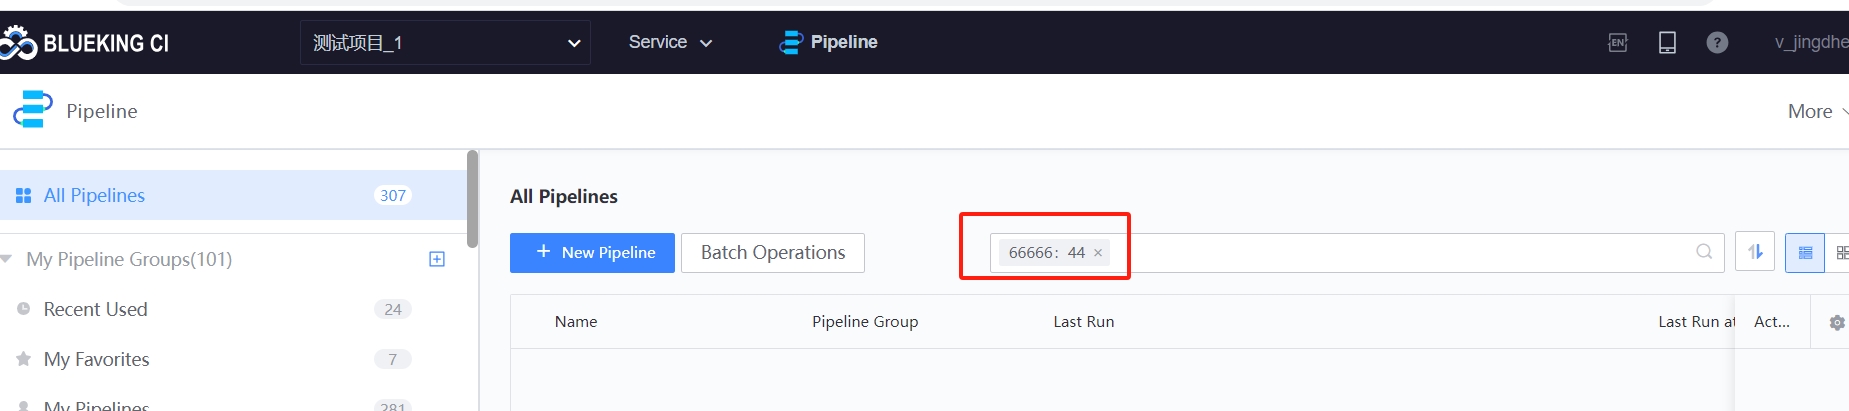 BLUEKING CI
测试项目_1
Service
Pipeline
EN
?
v_jingdhe
Pipeline
More
All Pipelines
307
My Pipeline Groups(101)
Recent Used
24
My Favorites
7
My Pipelines
281
All Pipelines
+ New Pipeline
Batch Operations
66666: 44 ×
Name
Pipeline Group
Last Run
Last Run at
Act...